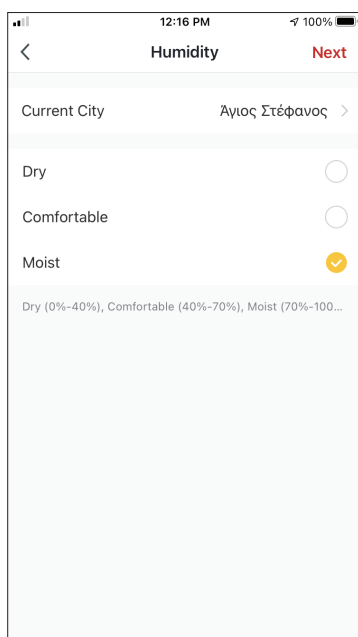 12:16 PM 100%
Humidity Next
Current City Άγιος Στέφανος
Dry
Comfortable
Moist
Dry (0%-40%), Comfortable (40%-70%), Moist (70%-100...